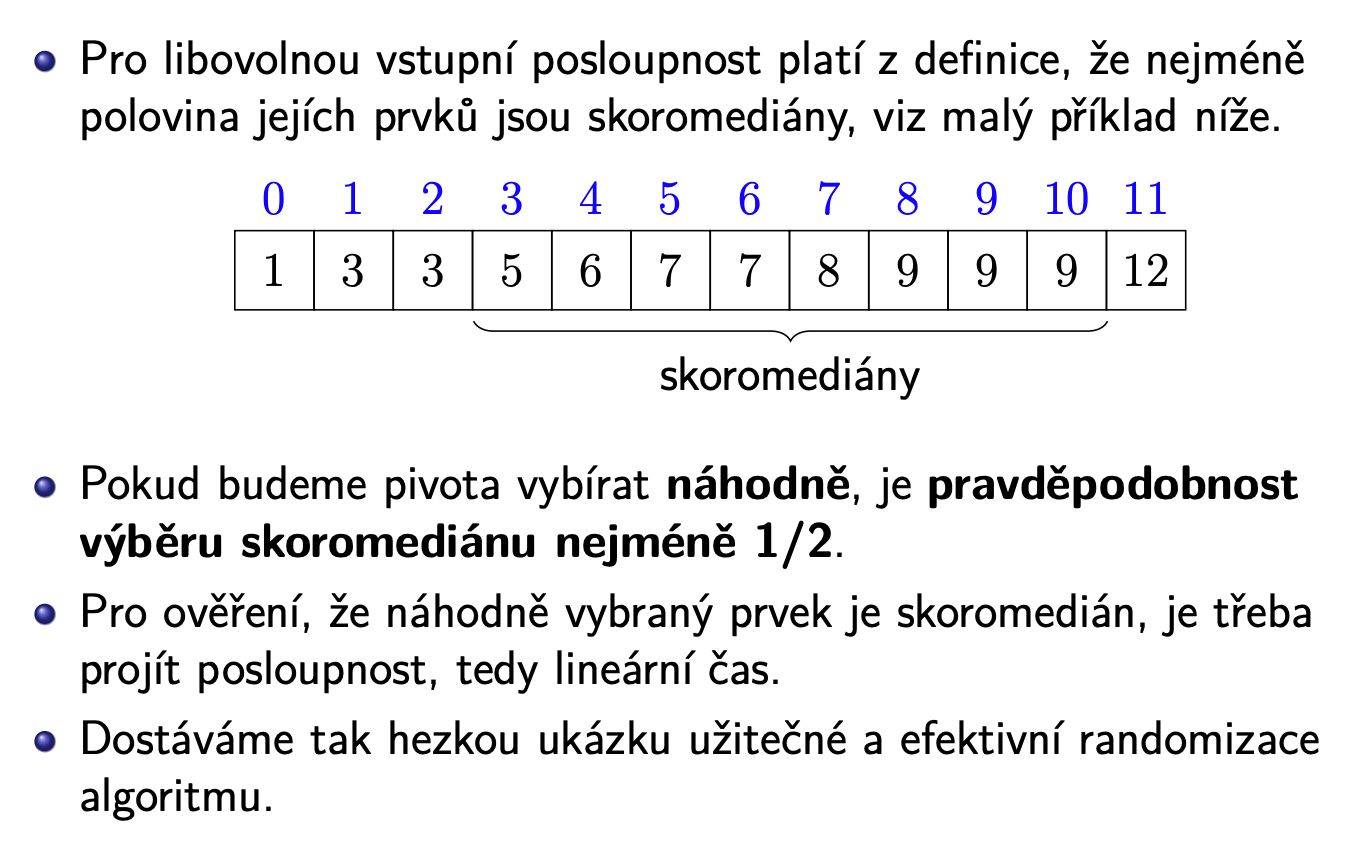 Pro libovolnou vstupní posloupnost platí z definice, že nejméně
polovina jejích prvků jsou skoromediány, viz malý příklad níže.
0 1 2 3 4 5 6 7 8 9 10 11
1 3 3 5 6 7 7 8 9 9 9 12
skoromediány
Pokud budeme pivota vybírat náhodně, je pravděpodobnost
výběru skoromediánu nejméně 1/2.
Pro ověření, že náhodně vybraný prvek je skoromedián, je třeba
projít posloupnost, tedy lineární čas.
Dostáváme tak hezkou ukázku užitečné a efektivní randomizace
algoritmu.